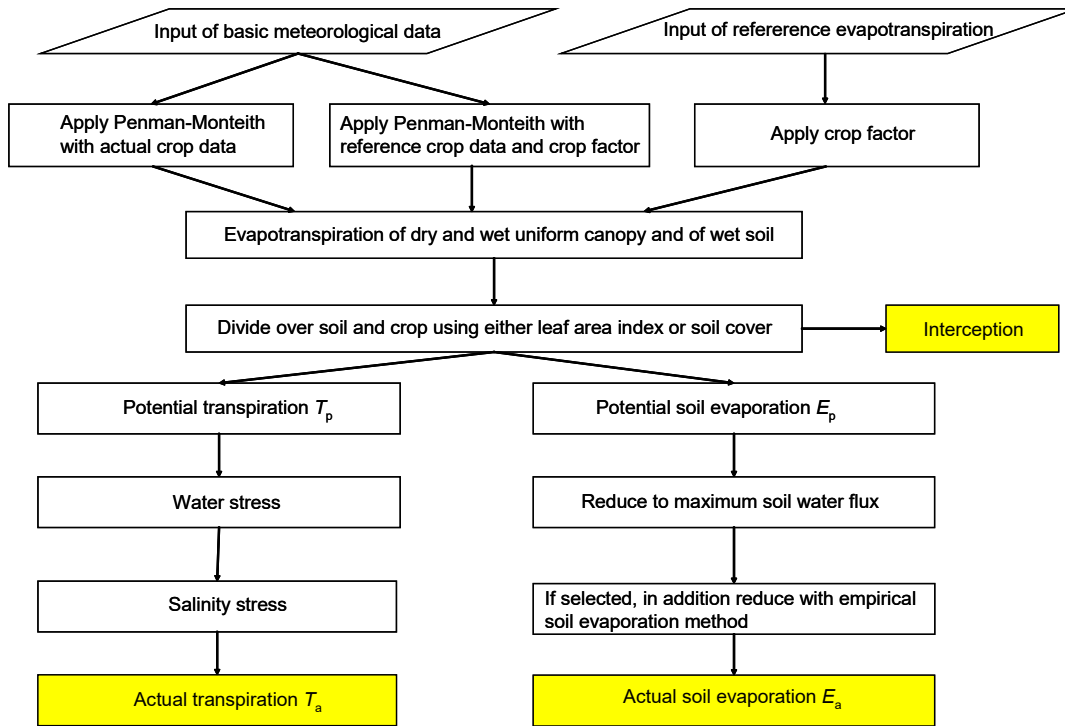 Input of basic meteorological data
Input of refererence evapotranspiration
Apply Penman-Monteith
with actual crop data
Apply Penman-Monteith with
reference crop data and crop factor
Apply crop factor
Evapotranspiration of dry and wet uniform canopy and of wet soil
Divide over soil and crop using either leaf area index or soil cover
Interception
Potential transpiration Tp
Potential soil evaporation Ep
Water stress
Reduce to maximum soil water flux
Salinity stress
If selected, in addition reduce with empirical
soil evaporation method
Actual transpiration Ta
Actual soil evaporation Ea